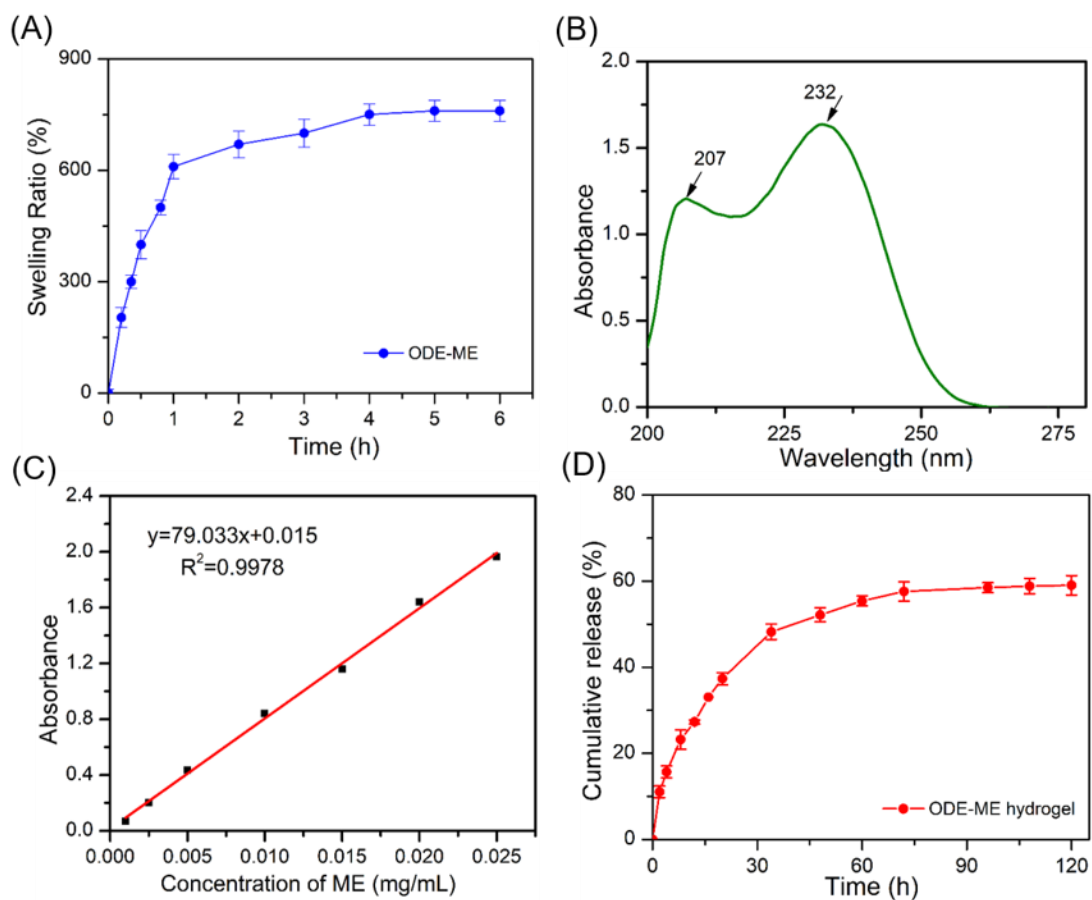 (A)
900
600
300
0
Swelling Ratio (%)
ODE-ME
0 1 2 3 4 5 6
Time (h)
(B)
2.0
1.5
1.0
0.5
0.0
Absorbance
207
232
200 225 250 275
Wavelength (nm)
(C)
2.4
2.0
1.6
1.2
0.8
0.4
0.0
Absorbance
y=79.033x+0.015
R²=0.9978
0.000 0.005 0.010 0.015 0.020 0.025
Concentration of ME (mg/mL)
(D)
80
60
40
20
0
Cumulative release (%)
ODE-ME hydrogel
0 30 60 90 120
Time (h)